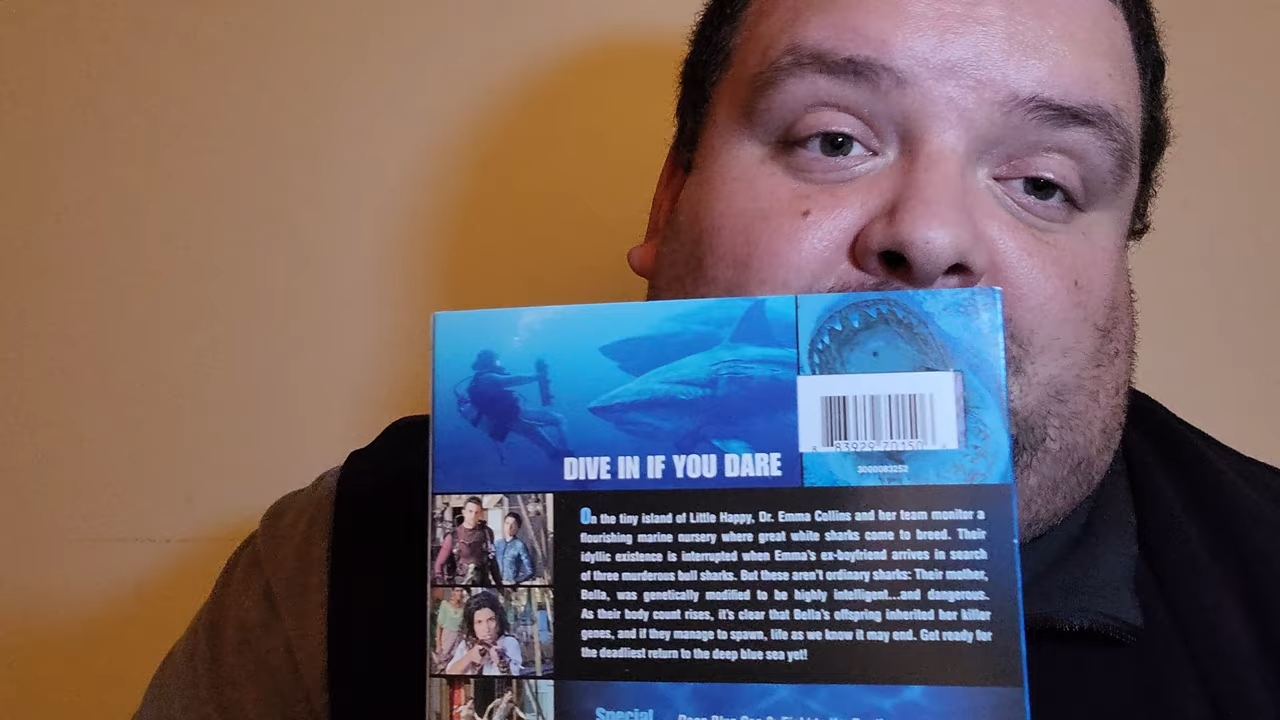 DIVE IN IF YOU DARE
8 83929 70150
3000083252
On the tiny island of Little Happy, Dr. Emma Collins and her team monitor a
flourishing marine nursery where great white sharks come to breed. Their
idyllic existence is interrupted when Emma's ex-boyfriend arrives in search
of three murderous bull sharks. But these aren't ordinary sharks: Their mother,
Bella, was genetically modified to be highly intelligent...and dangerous.
As their body count rises, it's clear that Bella's offspring inherited her killer
genes, and if they manage to spawn, life as we know it may end. Get ready for
the deadliest return to the deep blue sea yet!
Special